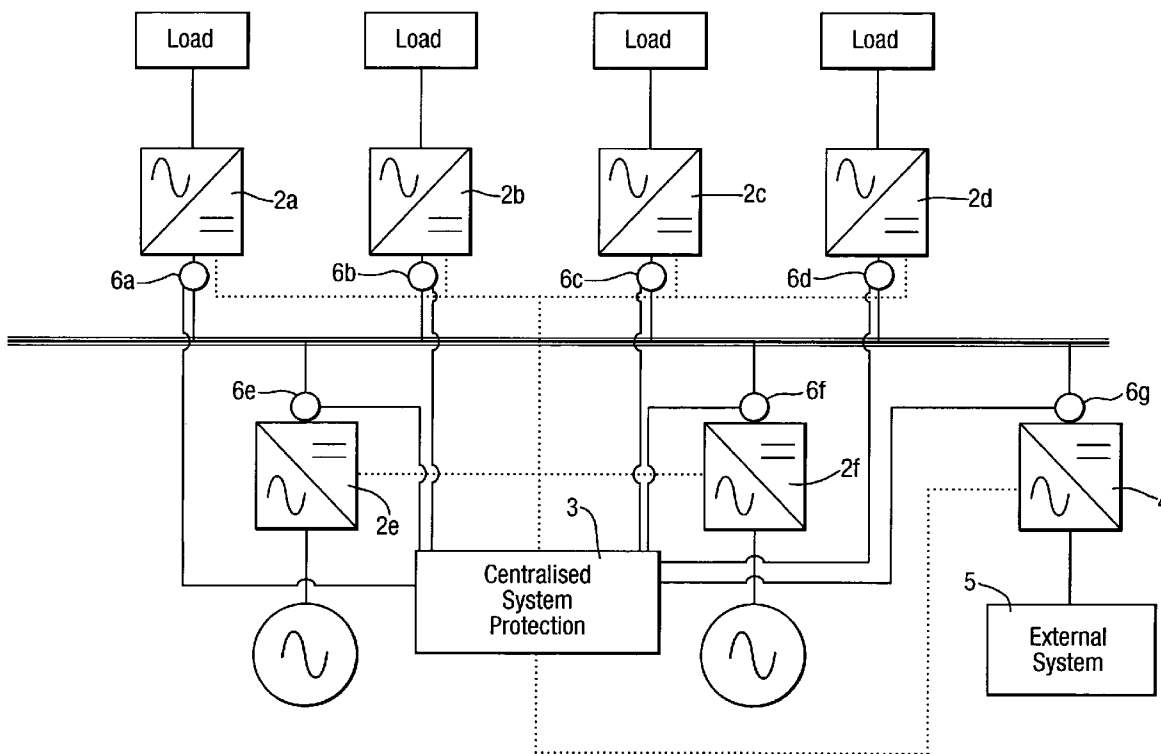 Load
Load
Load
Load
2a
2b
2c
2d
6a
6b
6c
6d
6e
6f
6g
2e
2f
3
Centralised
System
Protection
5
External
System